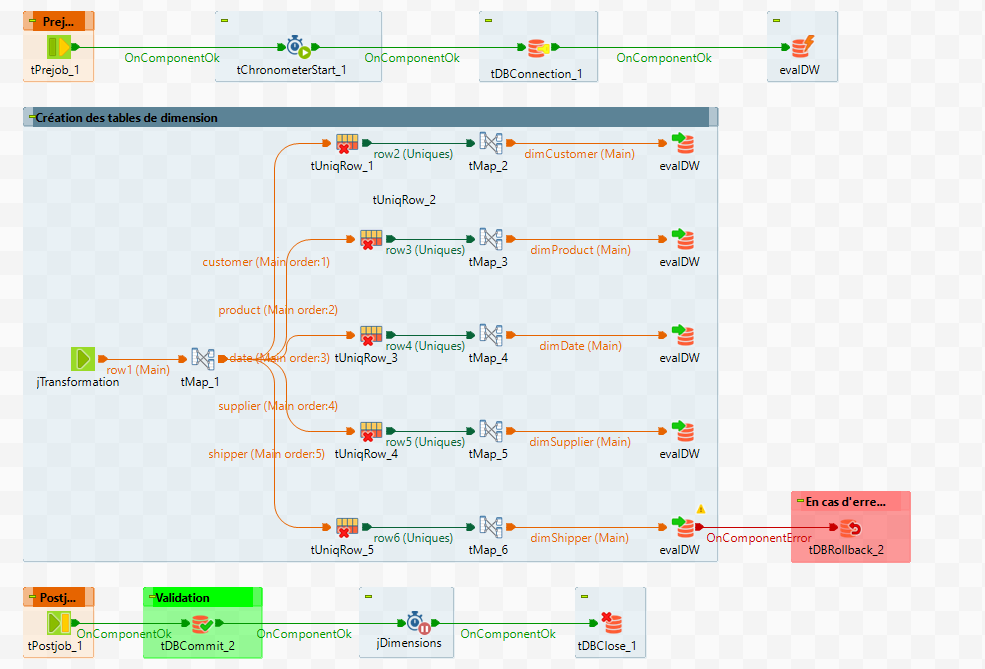 Prej...
tPrejob_1
OnComponentOk
tChronometerStart_1
OnComponentOk
tDBConnection_1
OnComponentOk
evalDW
Création des tables de dimension
tUniqRow_1
row2 (Uniques)
tMap_2
dimCustomer (Main)
evalDW
tUniqRow_2
customer (Main order:1)
row3 (Uniques)
tMap_3
dimProduct (Main)
evalDW
product (Main order:2)
jTransformation
row1 (Main)
tMap_1
date (Main order:3)
tUniqRow_3
row4 (Uniques)
tMap_4
dimDate (Main)
evalDW
supplier (Main order:4)
shipper (Main order:5)
tUniqRow_4
row5 (Uniques)
tMap_5
dimSupplier (Main)
evalDW
tUniqRow_5
row6 (Uniques)
tMap_6
dimShipper (Main)
evalDW
OnComponentError
En cas d'erre...
tDBRollback_2
Postj...
tPostjob_1
OnComponentOk
Validation
tDBCommit_2
OnComponentOk
jDimensions
OnComponentOk
tDBClose_1